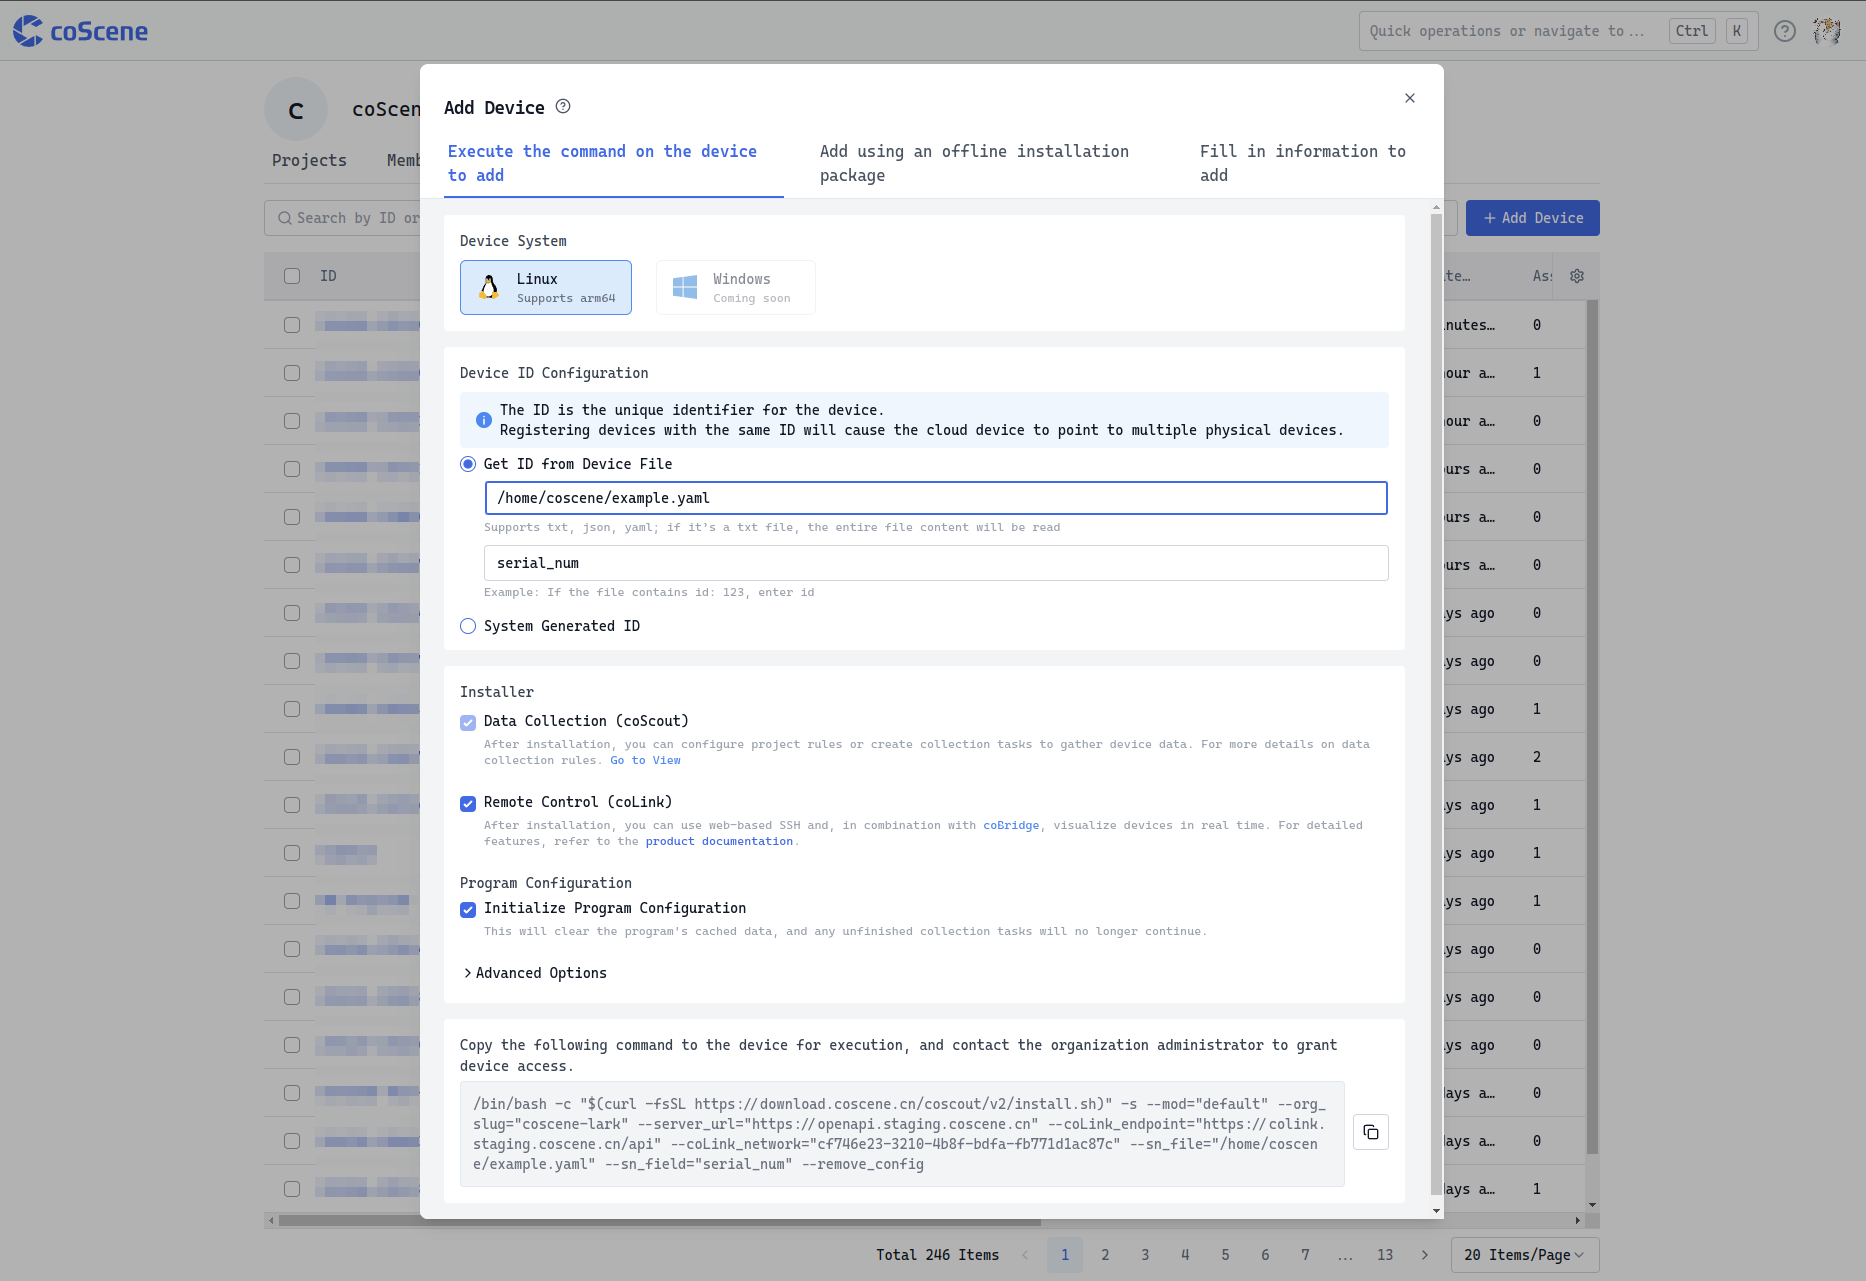 coScene
Quick operations or navigate to...
Ctrl
K
C
coScen
Projects
Memb
Search by ID or
+ Add Device
ID
te…
As
Add Device
Execute the command on the device
to add
Add using an offline installation
package
Fill in information to
add
Device System
Linux
Supports arm64
Windows
Coming soon
Device ID Configuration
The ID is the unique identifier for the device.
Registering devices with the same ID will cause the cloud device to point to multiple physical devices.
Get ID from Device File
/home/coscene/example.yaml
Supports txt, json, yaml; if it's a txt file, the entire file content will be read
serial_num
Example: If the file contains id: 123, enter id
System Generated ID
Installer
Data Collection (coScout)
After installation, you can configure project rules or create collection tasks to gather device data. For more details on data
collection rules. Go to View
Remote Control (coLink)
After installation, you can use web-based SSH and, in combination with coBridge, visualize devices in real time. For detailed
features, refer to the product documentation.
Program Configuration
Initialize Program Configuration
This will clear the program's cached data, and any unfinished collection tasks will no longer continue.
Advanced Options
Copy the following command to the device for execution, and contact the organization administrator to grant
device access.
/bin/bash -c "$(curl -fsSL https://download.coscene.cn/coscout/v2/install.sh)" -s --mod="default" --org_
slug="coscene-lark" --server_url="https://openapi.staging.coscene.cn" --coLink_endpoint="https://colink.
staging.coscene.cn/api" --coLink_network="cf746e23-3210-4b8f-bdfa-fb771d1ac87c" --sn_file="/home/coscen
e/example.yaml" --sn_field="serial_num" --remove_config
nutes… 0
our a… 1
our a… 0
urs a… 0
urs a… 0
urs a… 0
ys ago 0
ys ago 0
ys ago 1
ys ago 2
ys ago 1
ys ago 1
ys ago 1
ys ago 0
ys ago 0
ys ago 0
days a… 0
days a… 0
days a… 1
Total 246 Items
1 2 3 4 5 6 7 ... 13
20 Items/Page